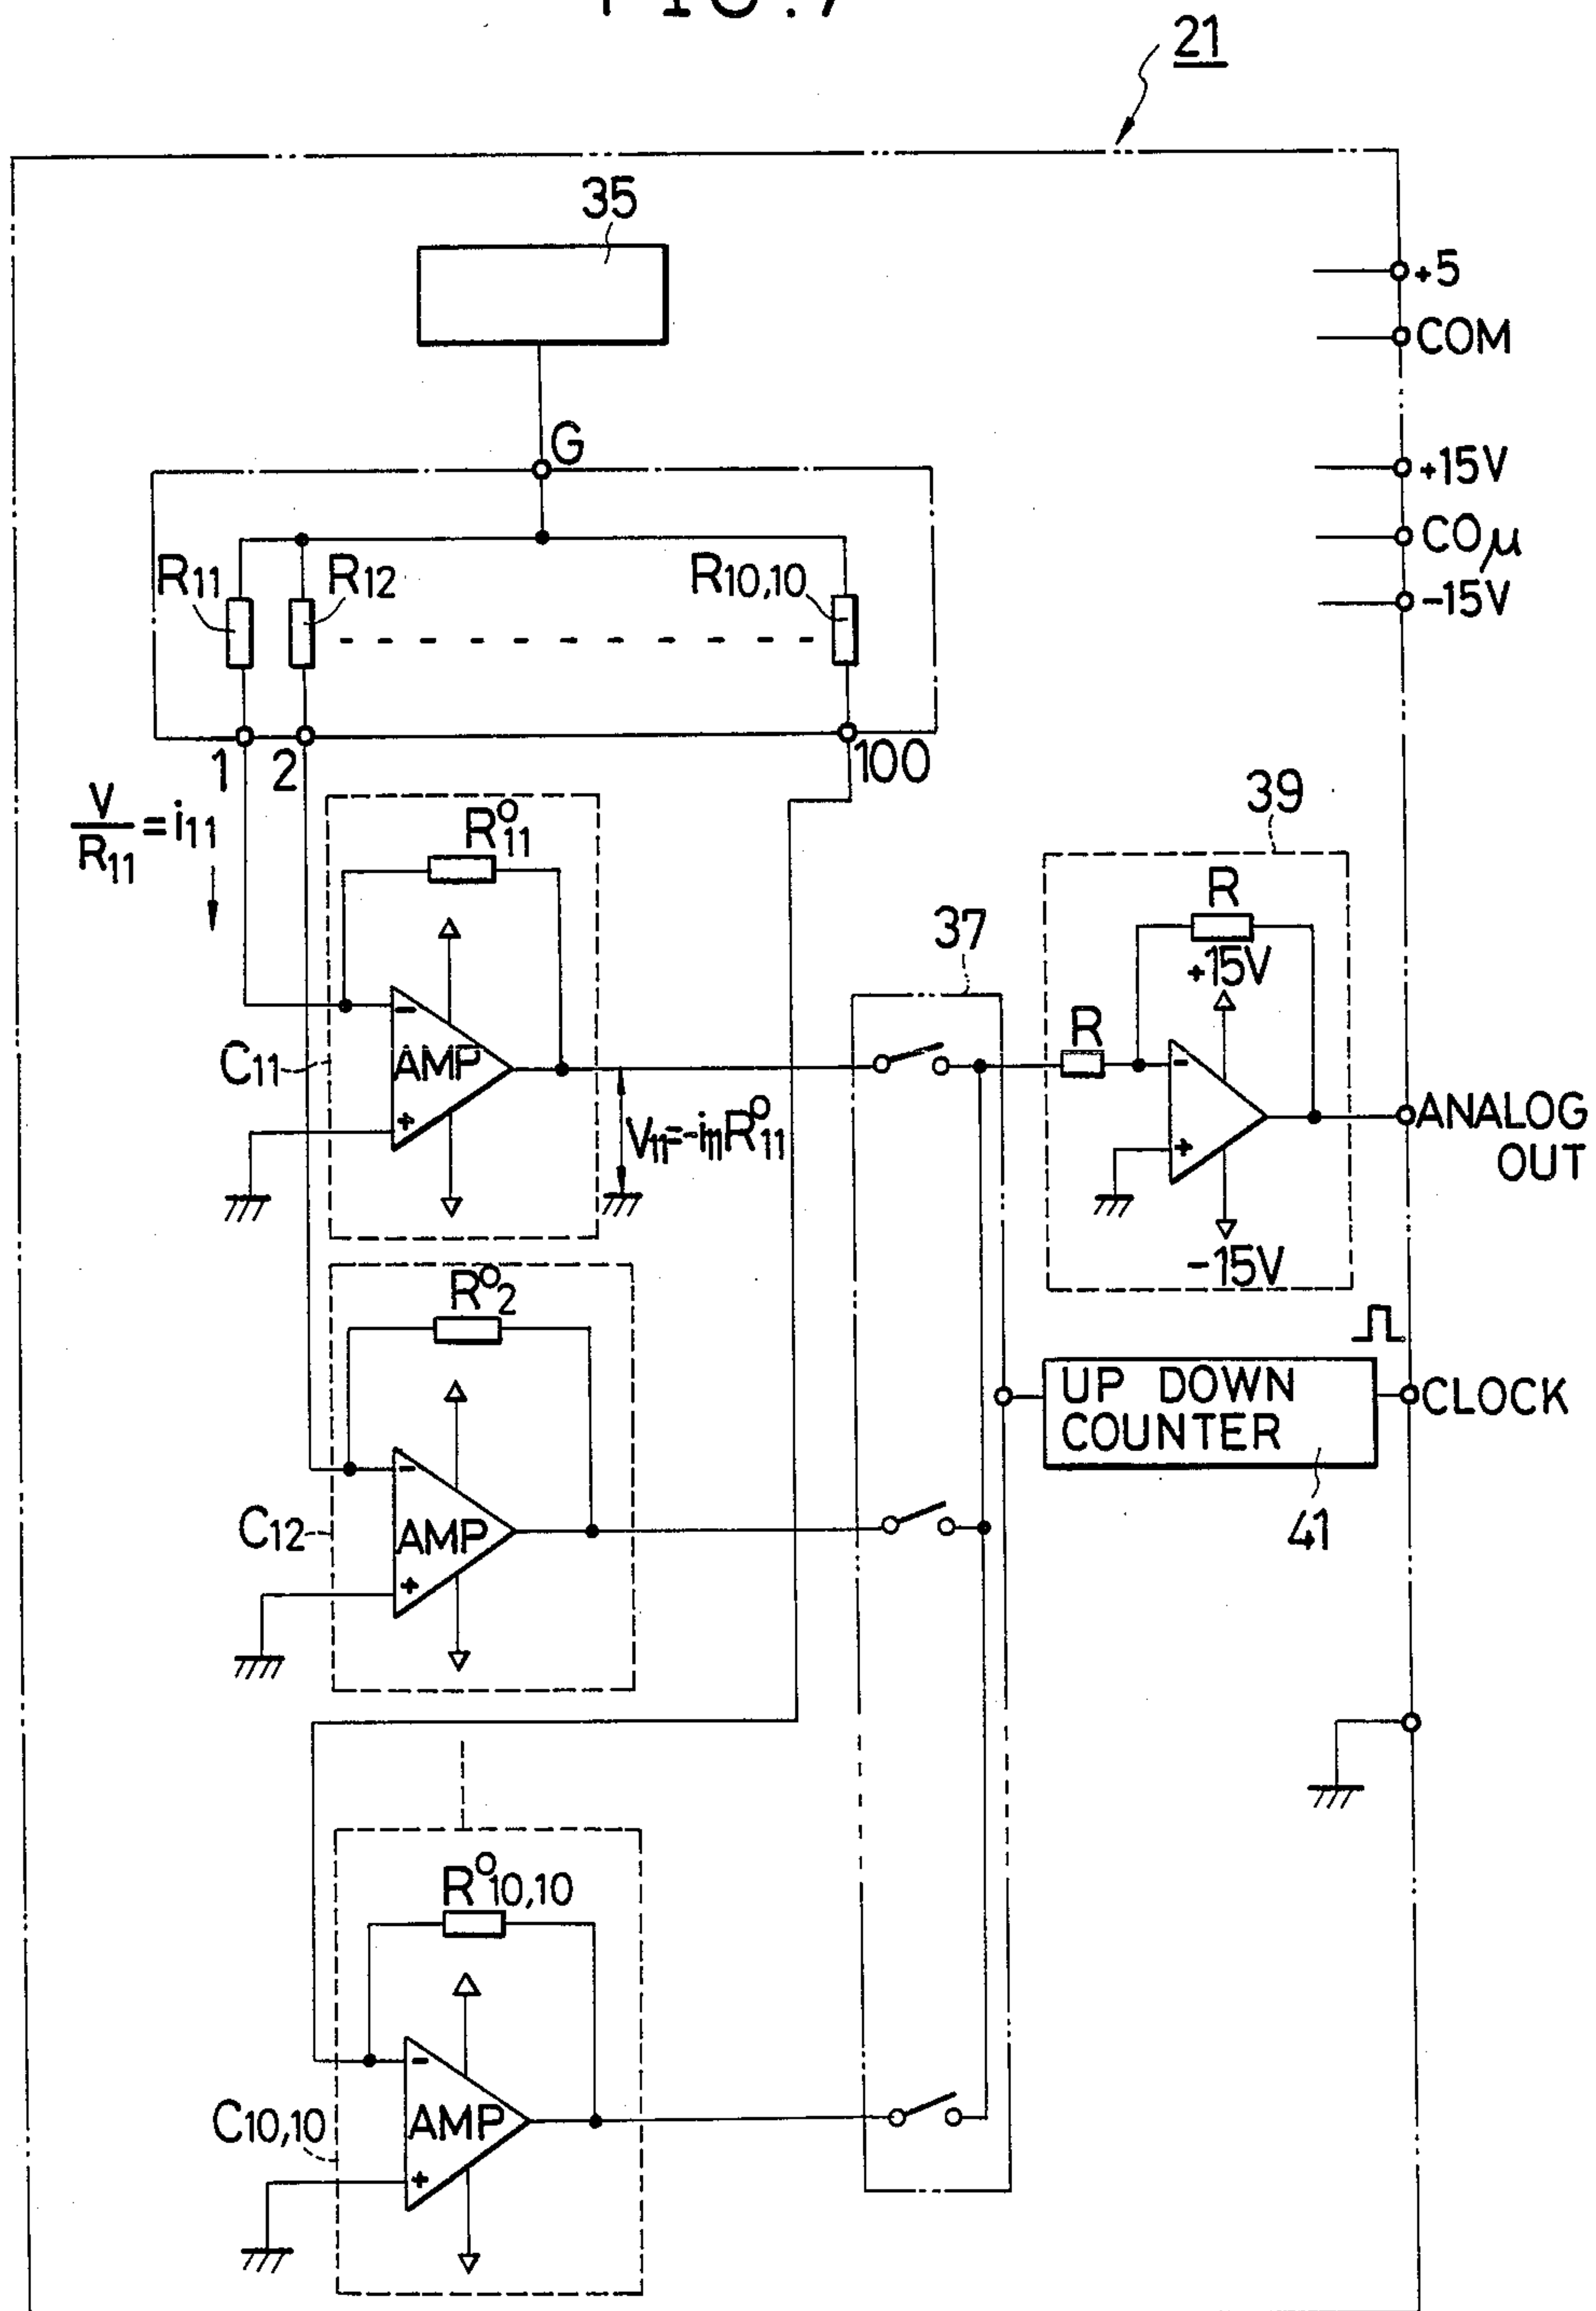 FIG. 7
21
35
+5
COM
G
+15V
COμ
-15V
R11
R12
R10,10
1
2
100
V/R11 = i11
R°11
39
R
+15V
37
R
-
C11
AMP
-
+
V11=-i11R°11
+
ANALOG
OUT
-15V
R°2
UP DOWN
COUNTER
CLOCK
-
C12
AMP
+
41
R°10,10
-
C10,10
AMP
+